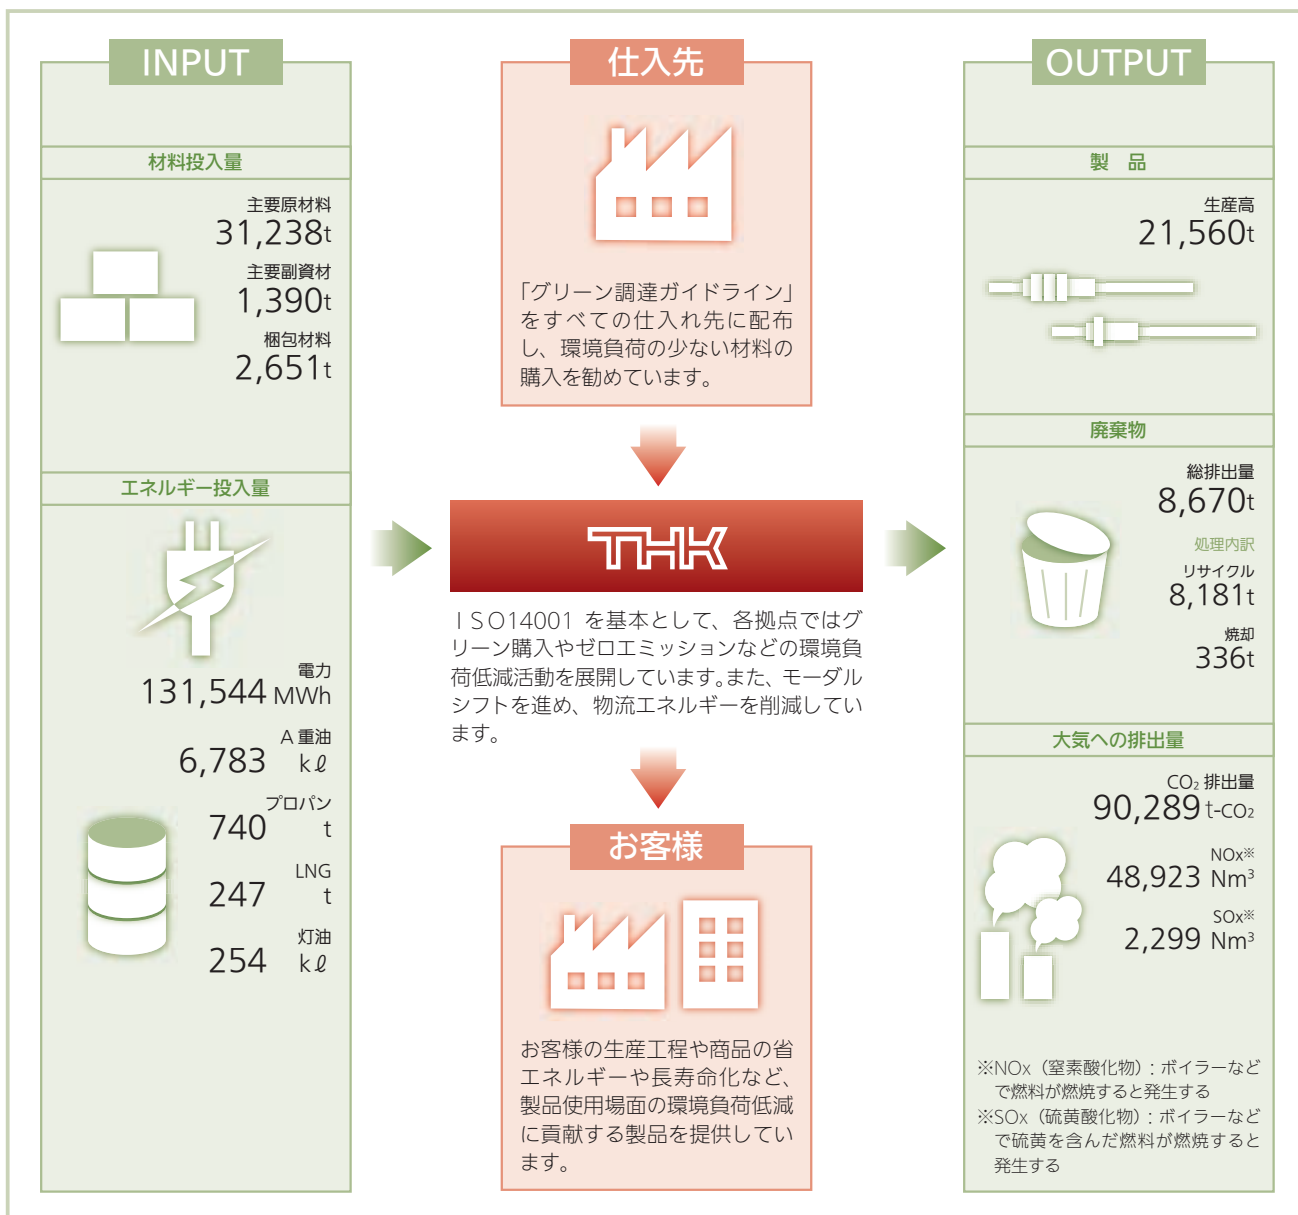 INPUT
材料投入量
主要原材料
31,238t
主要副資材
1,390t
梱包材料
2,651t
エネルギー投入量
電力
131,544 MWh
A 重油
6,783 kℓ
プロパン
740 t
LNG
247 t
灯油
254 kℓ
仕入先
「グリーン調達ガイドライン」
をすべての仕入れ先に配布
し、環境負荷の少ない材料の
購入を勧めています。
THK
ISO14001 を基本として、各拠点ではグ
リーン購入やゼロエミッションなどの環境負
荷低減活動を展開しています。また、モーダル
シフトを進め、物流エネルギーを削減してい
ます。
お客様
お客様の生産工程や商品の省
エネルギーや長寿命化など、
製品使用場面の環境負荷低減
に貢献する製品を提供してい
ます。
OUTPUT
製 品
生産高
21,560t
廃棄物
総排出量
8,670t
処理内訳
リサイクル
8,181t
焼却
336t
大気への排出量
CO₂ 排出量
90,289 t-CO₂
NOx※
48,923 Nm³
SOx※
2,299 Nm³
※NOx（窒素酸化物）: ボイラーなど
で燃料が燃焼すると発生する
※SOx（硫黄酸化物）: ボイラーなど
で硫黄を含んだ燃料が燃焼すると
発生する